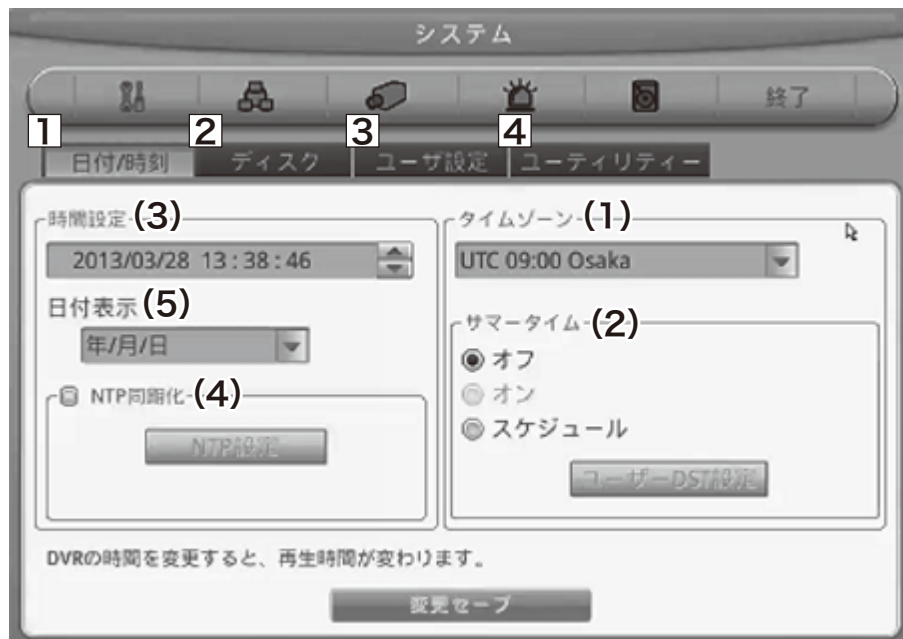 システム
終了
1 2 3 4
日付/時刻 ディスク ユーザ設定 ユーティリティー
時間設定 (3)
2013/03/28 13 : 38 : 46
日付表示 (5)
年/月/日
NTP同期化 (4)
NTP設定
タイムゾーン (1)
UTC 09:00 Osaka
サマータイム (2)
オフ
オン
スケジュール
ユーザーDST設定
DVRの時間を変更すると、再生時間が変わります。
変更セーブ